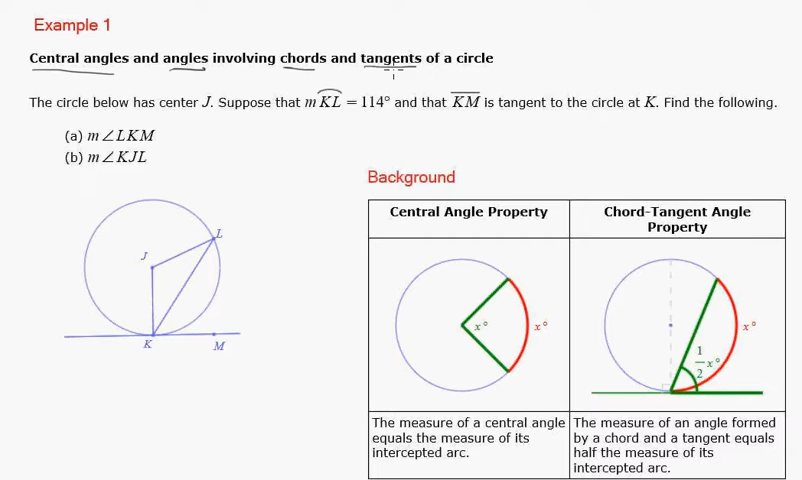 Example 1
Central angles and angles involving chords and tangents of a circle
The circle below has center J. Suppose that m KL = 114° and that KM is tangent to the circle at K. Find the following.
(a) m∠LKM
(b) m∠KJL
Background
Central Angle Property
Chord-Tangent Angle
Property
J
L
K
M
x°
x°
1/2 x°
x°
The measure of a central angle
equals the measure of its
intercepted arc.
The measure of an angle formed
by a chord and a tangent equals
half the measure of its
intercepted arc.